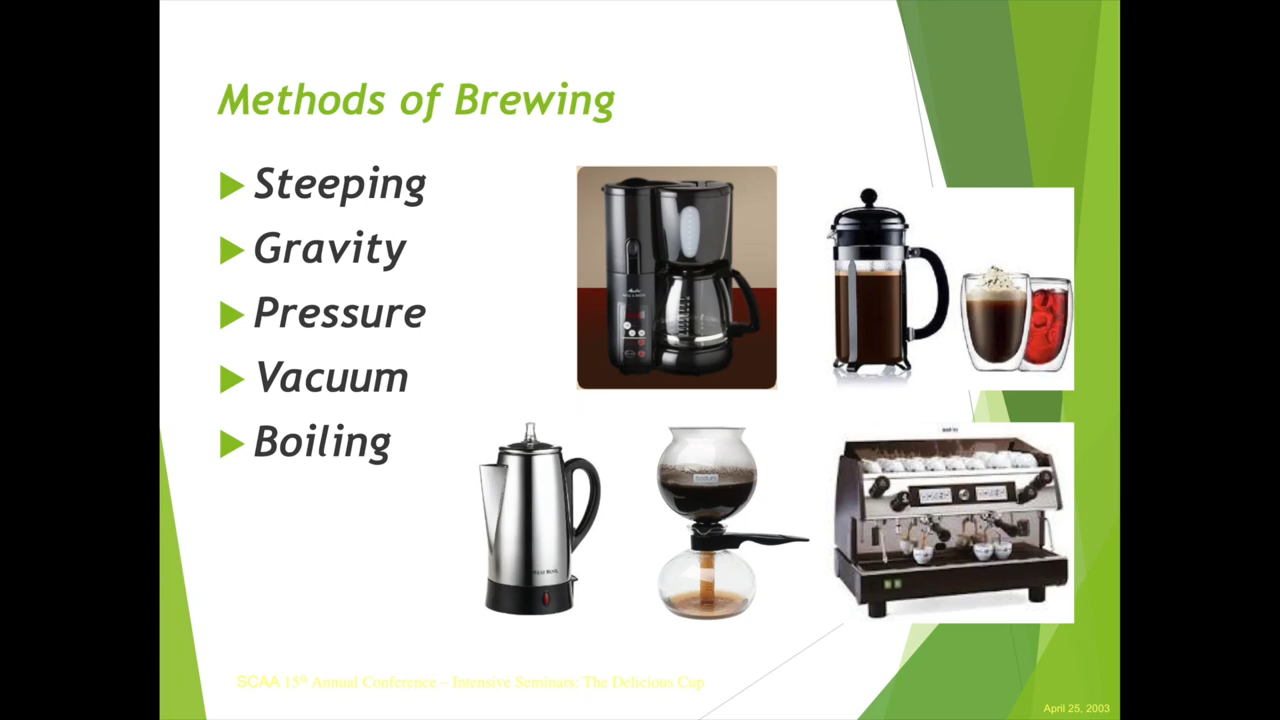 Methods of Brewing
Steeping
Gravity
Pressure
Vacuum
Boiling
bodum
SCAA 15th Annual Conference – Intensive Seminars: The Delicious Cup
April 25, 2003